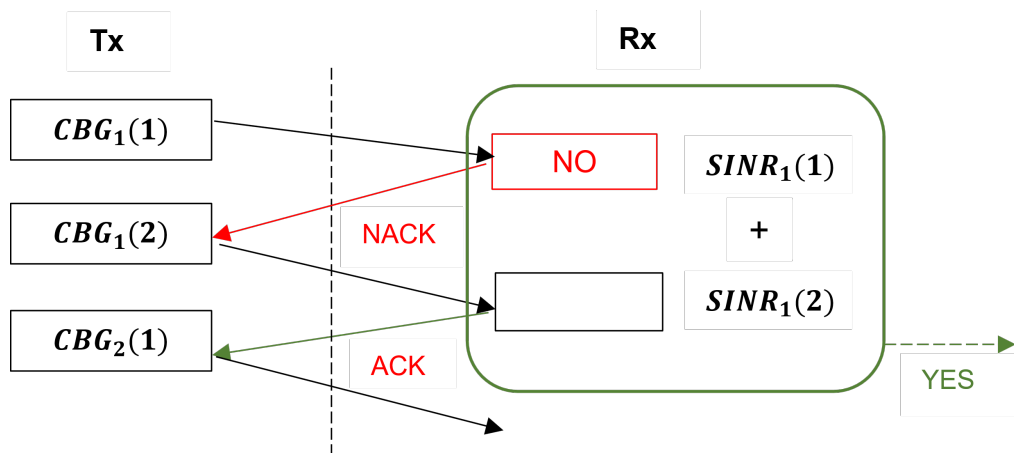 Tx
Rx
CBG₁(1)
NO
SINR₁(1)
CBG₁(2)
NACK
+
SINR₁(2)
CBG₂(1)
ACK
YES